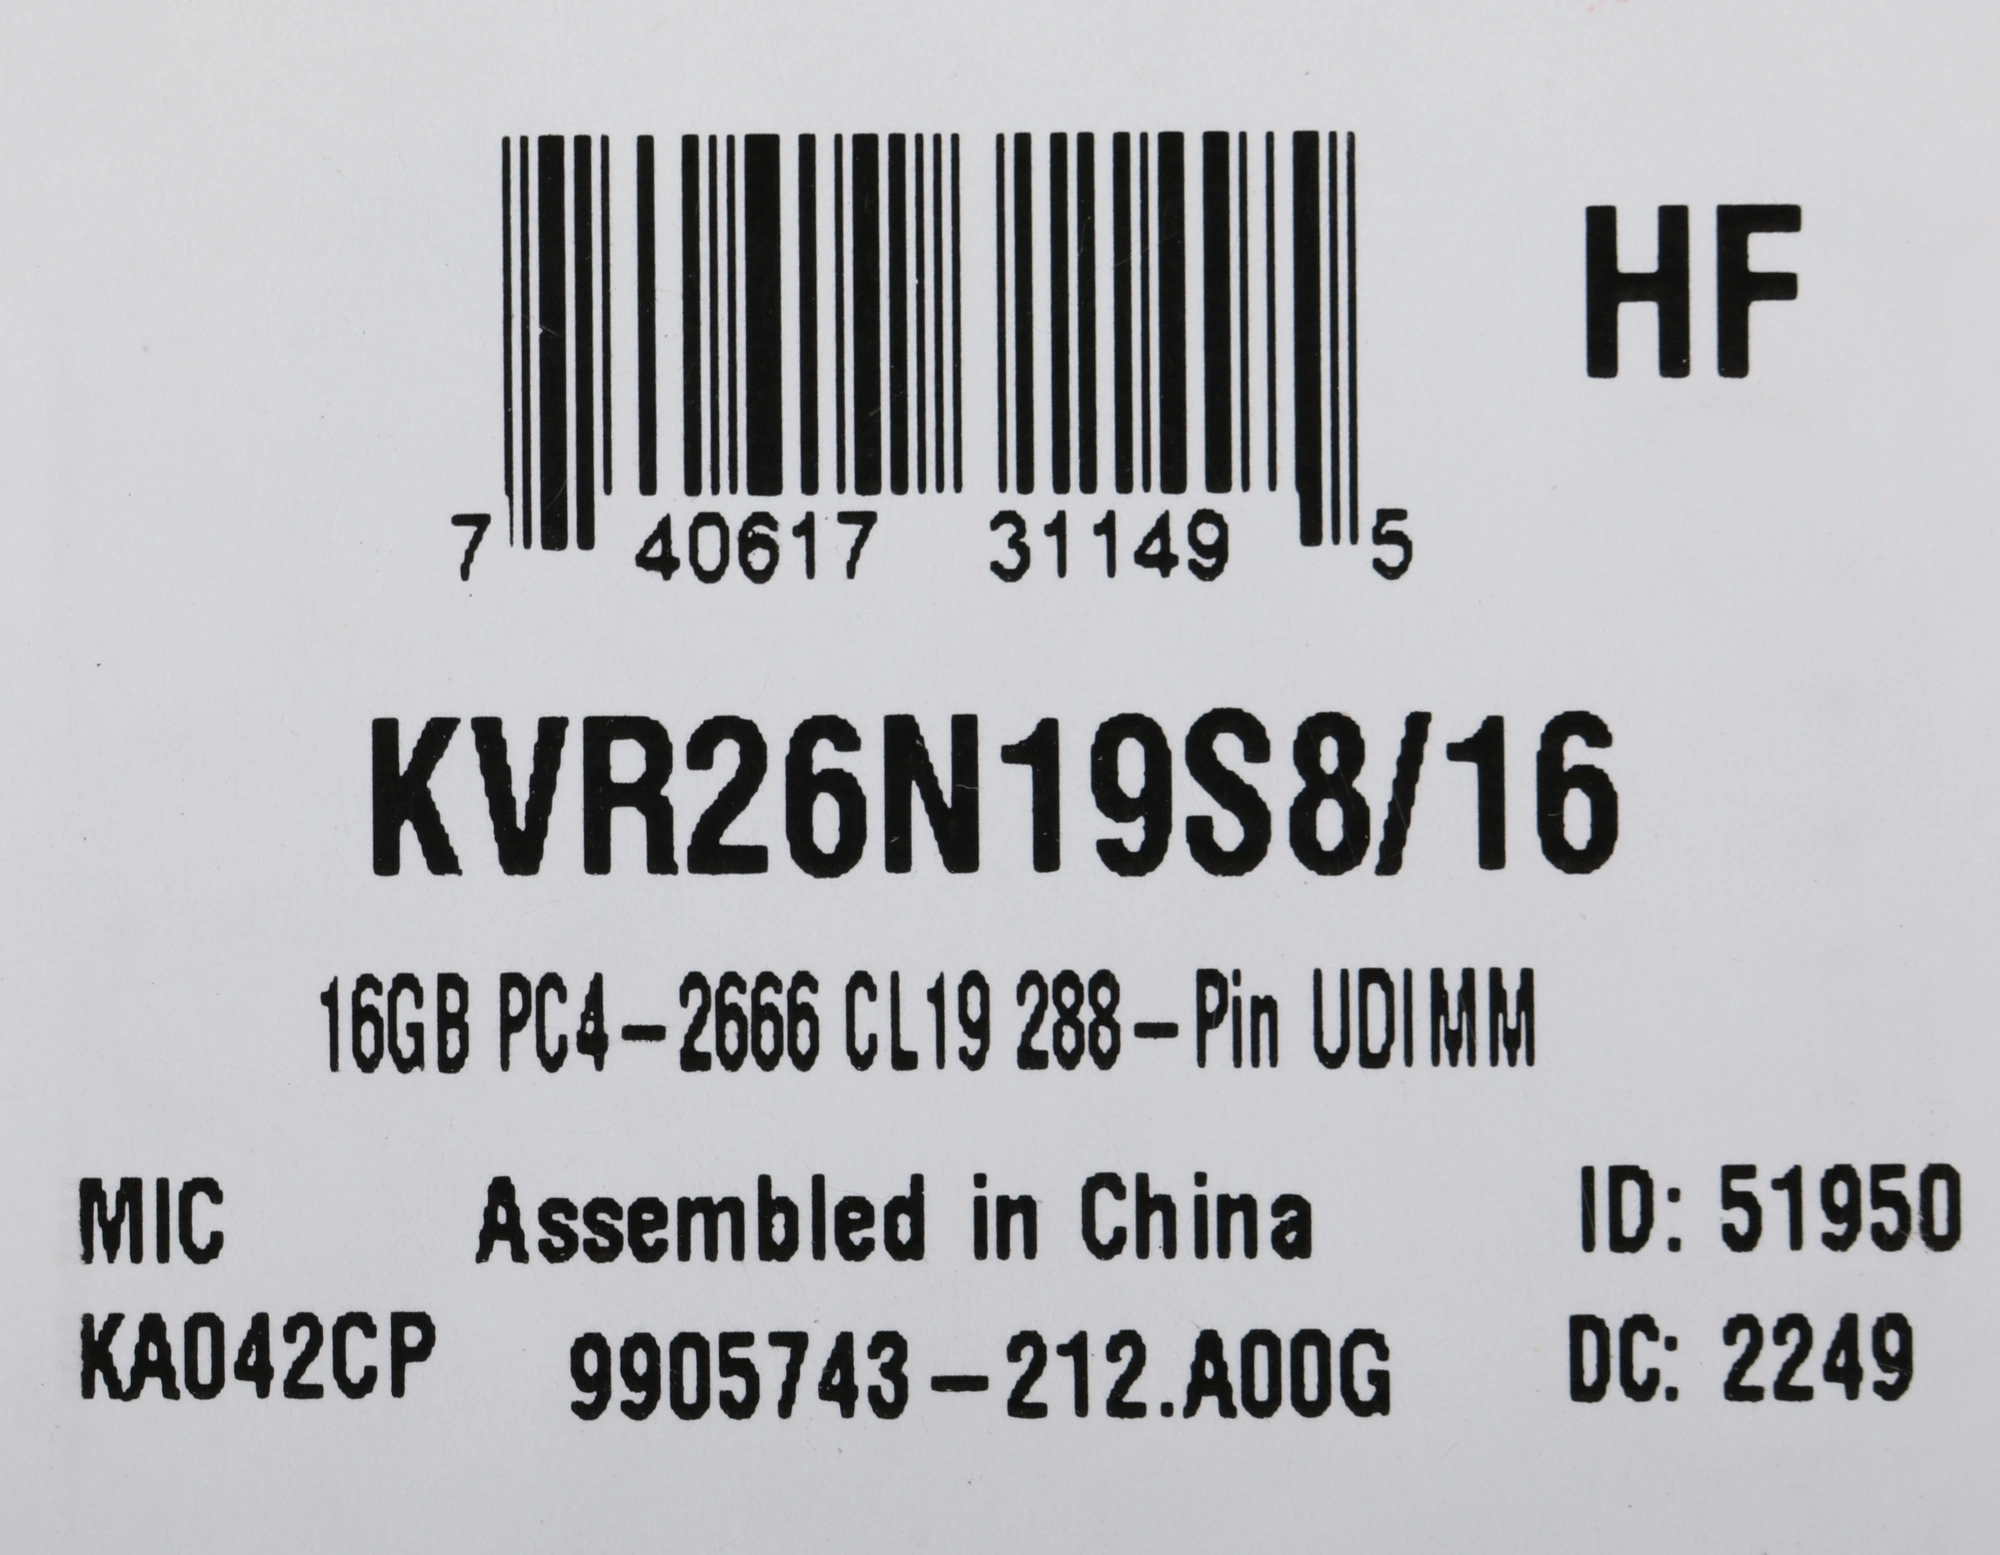 HF
7 40617 31149 5
KVR26N19S8/16
16GB PC4-2666 CL19 288-Pin UDIMM
MIC Assembled in China ID: 51950
KA042CP 9905743-212.A00G DC: 2249